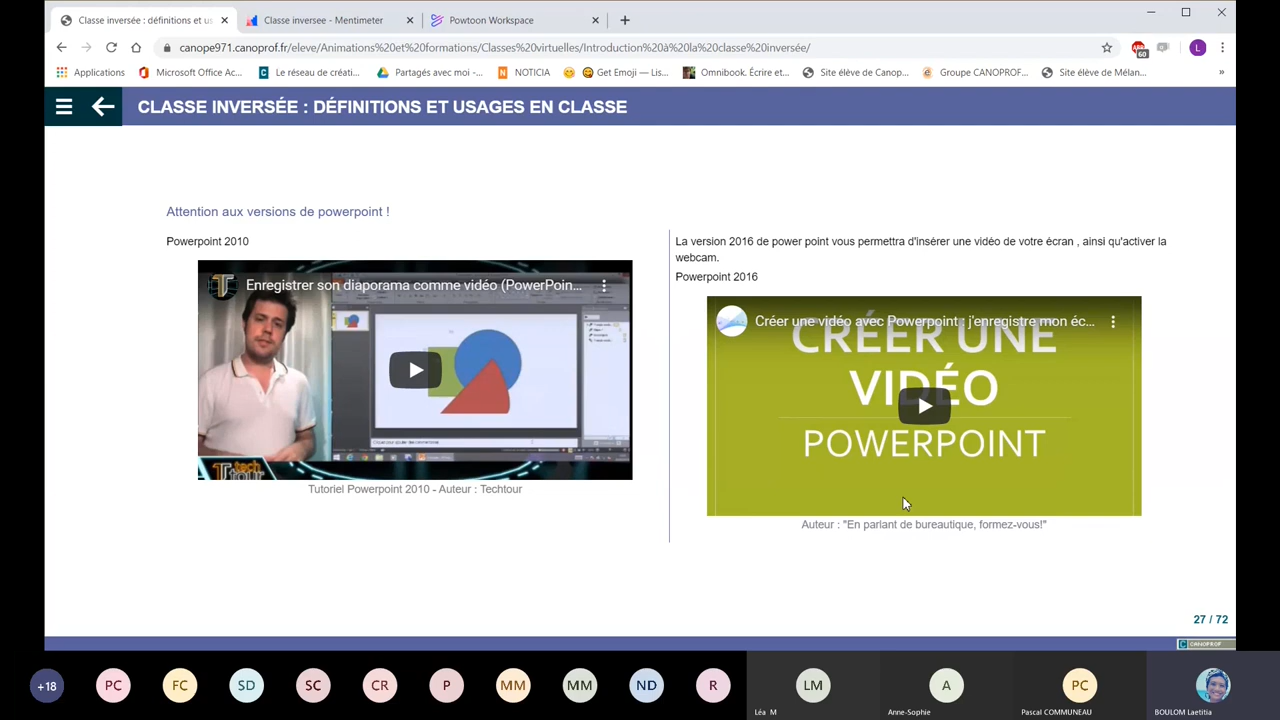 Classe inversée : définitions et us
Classe inversee - Mentimeter
Powtoon Workspace
canope971.canoprof.fr/eleve/Animations%20et%20formations/Classes%20virtuelles/Introduction%20à%20la%20classe%20inversée/
60
L
Applications
Microsoft Office Ac...
Le réseau de créati...
Partagés avec moi -...
NOTICIA
Get Emoji — Lis...
Omnibook. Écrire et...
Site élève de Canop...
Groupe CANOPROF...
Site élève de Mélan...
»
CLASSE INVERSÉE : DÉFINITIONS ET USAGES EN CLASSE
Attention aux versions de powerpoint !
Powerpoint 2010
Enregistrer son diaporama comme vidéo (PowerPoin...
tech
tour
Tutoriel Powerpoint 2010 - Auteur : Techtour
La version 2016 de power point vous permettra d'insérer une vidéo de votre écran , ainsi qu'activer la
webcam.
Powerpoint 2016
Créer une vidéo avec Powerpoint : j'enregistre mon éc...
CRÉER UNE
VIDÉO
POWERPOINT
Auteur : "En parlant de bureautique, formez-vous!"
27 / 72
CANOPROF
+18
PC
FC
SD
SC
CR
P
MM
MM
ND
R
LM
Léa M
A
Anne-Sophie
PC
Pascal COMMUNEAU
BOULOM Laetitia